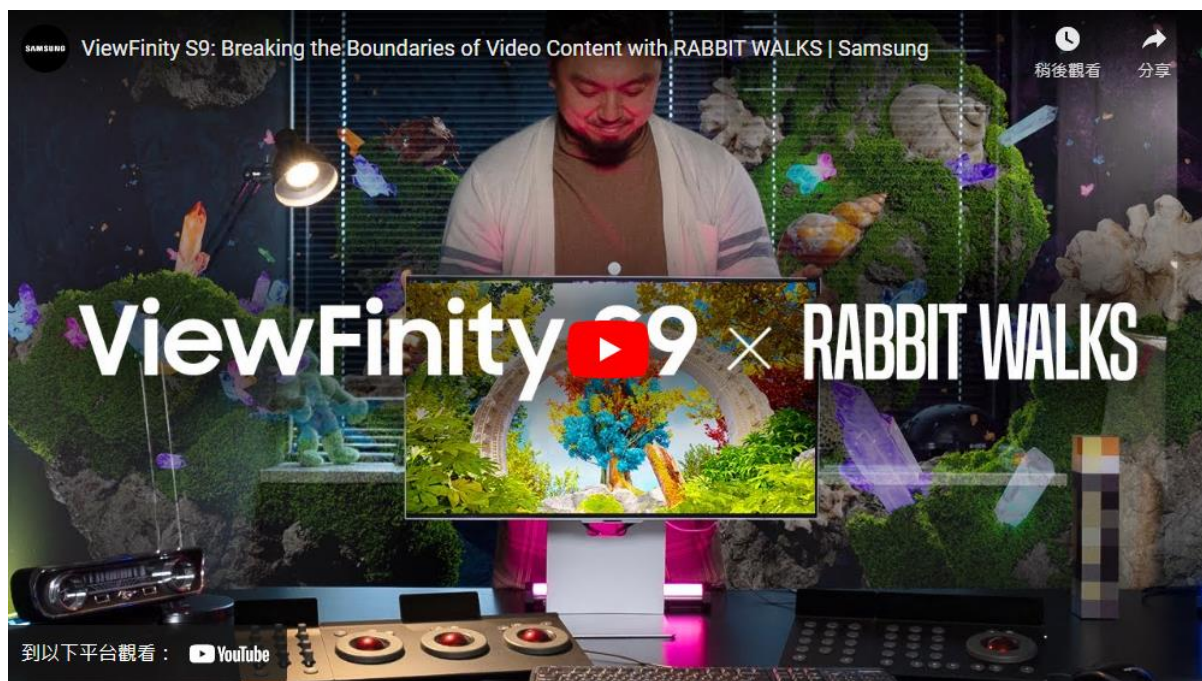 SAMSUNG
ViewFinity S9: Breaking the Boundaries of Video Content with RABBIT WALKS | Samsung
稍後觀看
分享
ViewFinity S9 × RABBIT WALKS
到以下平台觀看：
YouTube